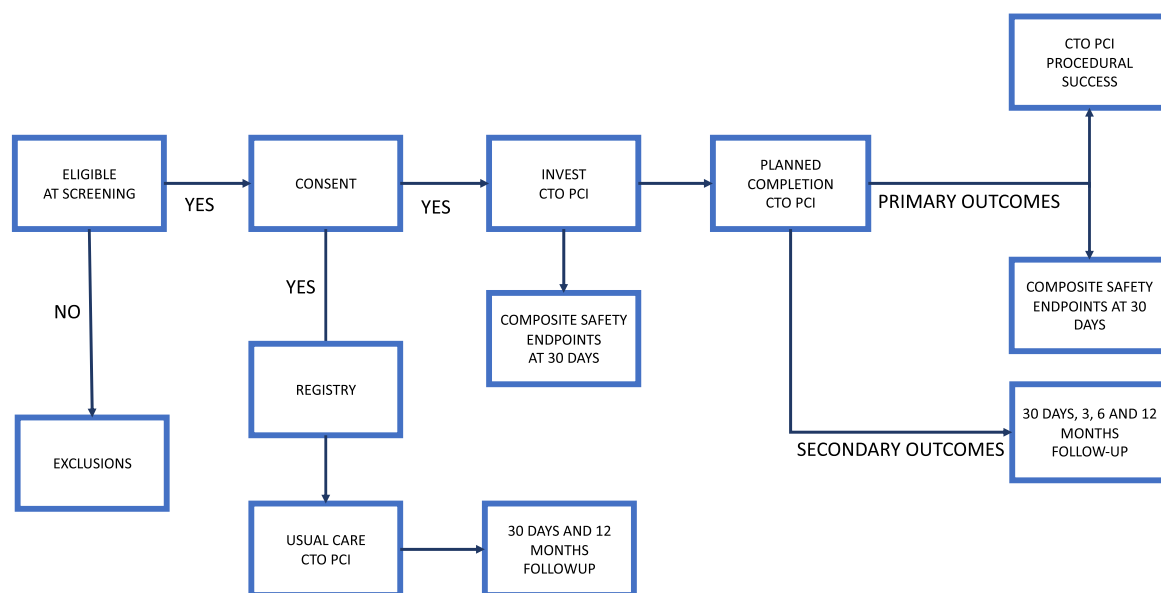 CTO PCI
PROCEDURAL
SUCCESS
ELIGIBLE
AT SCREENING
YES
CONSENT
YES
INVEST
CTO PCI
PLANNED
COMPLETION
CTO PCI
PRIMARY OUTCOMES
NO
YES
COMPOSITE SAFETY
ENDPOINTS
AT 30 DAYS
COMPOSITE SAFETY
ENDPOINTS AT 30
DAYS
REGISTRY
EXCLUSIONS
SECONDARY OUTCOMES
30 DAYS, 3, 6 AND 12
MONTHS
FOLLOW-UP
USUAL CARE
CTO PCI
30 DAYS AND 12
MONTHS
FOLLOWUP